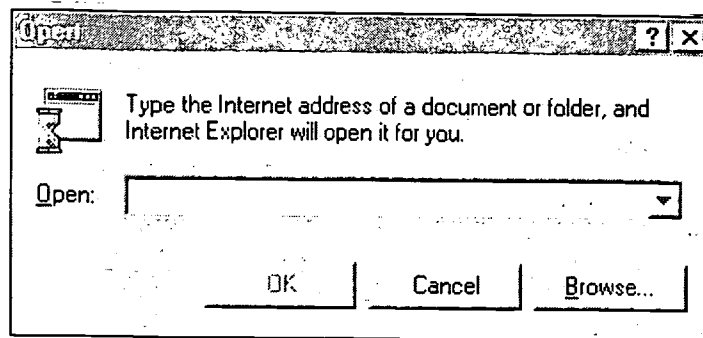 Open
? ×
Type the Internet address of a document or folder, and
Internet Explorer will open it for you.
Open:
OK Cancel Browse...